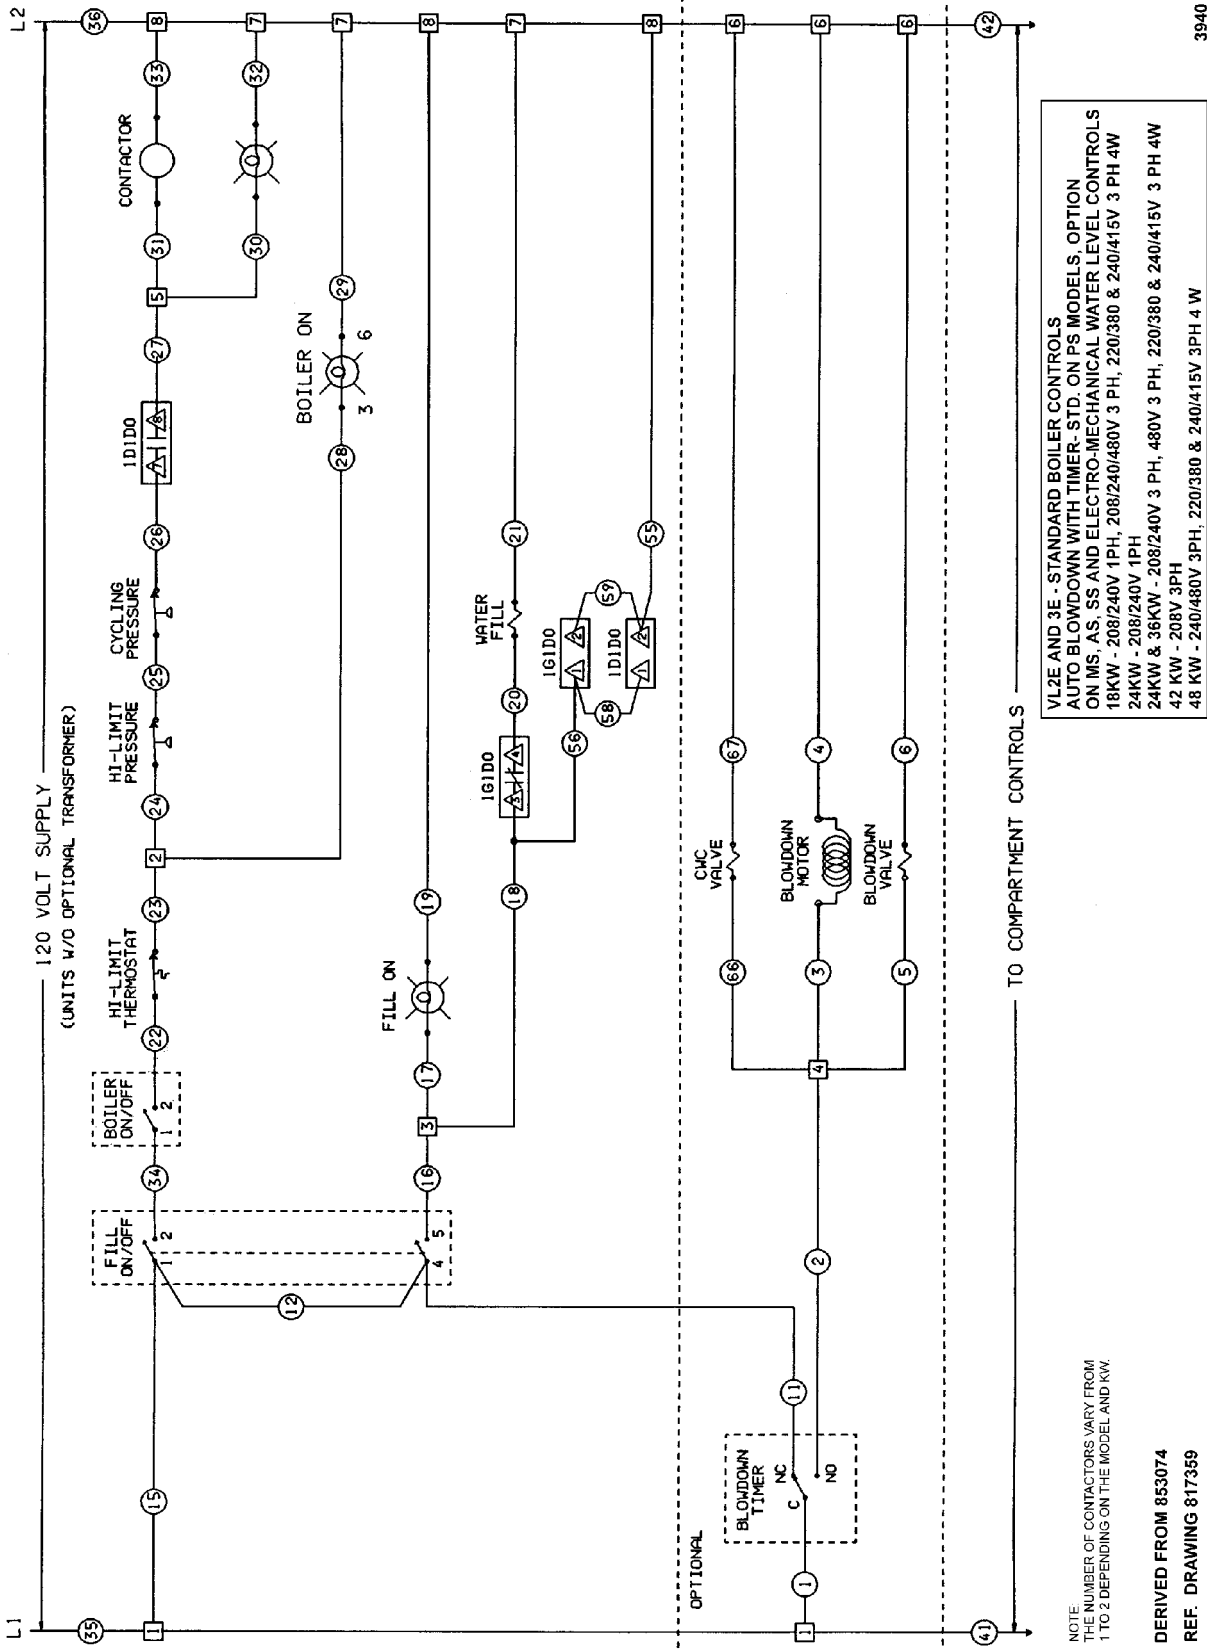 L1
L2
120 VOLT SUPPLY
(UNITS W/O OPTIONAL TRANSFORMER)
35
36
1
15
FILL
ON/OFF
1
2
34
BOILER
ON/OFF
1
2
22
HI-LIMIT
THERMOSTAT
23
2
24
HI-LIMIT
PRESSURE
25
CYCLING
PRESSURE
26
1D1DO
7
8
27
5
31
CONTACTOR
33
8
30
32
7
28
BOILER ON
3
6
29
7
12
4
5
16
3
17
FILL ON
19
8
18
1G1DO
3
4
20
WATER
FILL
21
7
56
1G1DO
1
2
58
59
1D1DO
1
2
55
8
OPTIONAL
1
1
BLOWDOWN
TIMER
C
NC
NO
11
2
4
66
CWC
VALVE
67
6
3
BLOWDOWN
MOTOR
4
6
5
BLOWDOWN
VALVE
6
6
41
42
TO COMPARTMENT CONTROLS
NOTE:
THE NUMBER OF CONTACTORS VARY FROM
1 TO 2 DEPENDING ON THE MODEL AND KW.
DERIVED FROM 853074
REF. DRAWING 817359
VL2E AND 3E - STANDARD BOILER CONTROLS
AUTO BLOWDOWN WITH TIMER- STD. ON PS MODELS, OPTION
ON MS, AS, SS AND ELECTRO-MECHANICAL WATER LEVEL CONTROLS
18KW - 208/240V 1PH, 208/240/480V 3 PH, 220/380 & 240/415V 3 PH 4W
24KW - 208/240V 1PH
24KW & 36KW - 208/240V 3 PH, 480V 3 PH, 220/380 & 240/415V 3 PH 4W
42 KW - 208V 3PH
48 KW - 240/480V 3PH, 220/380 & 240/415V 3PH 4 W
3940